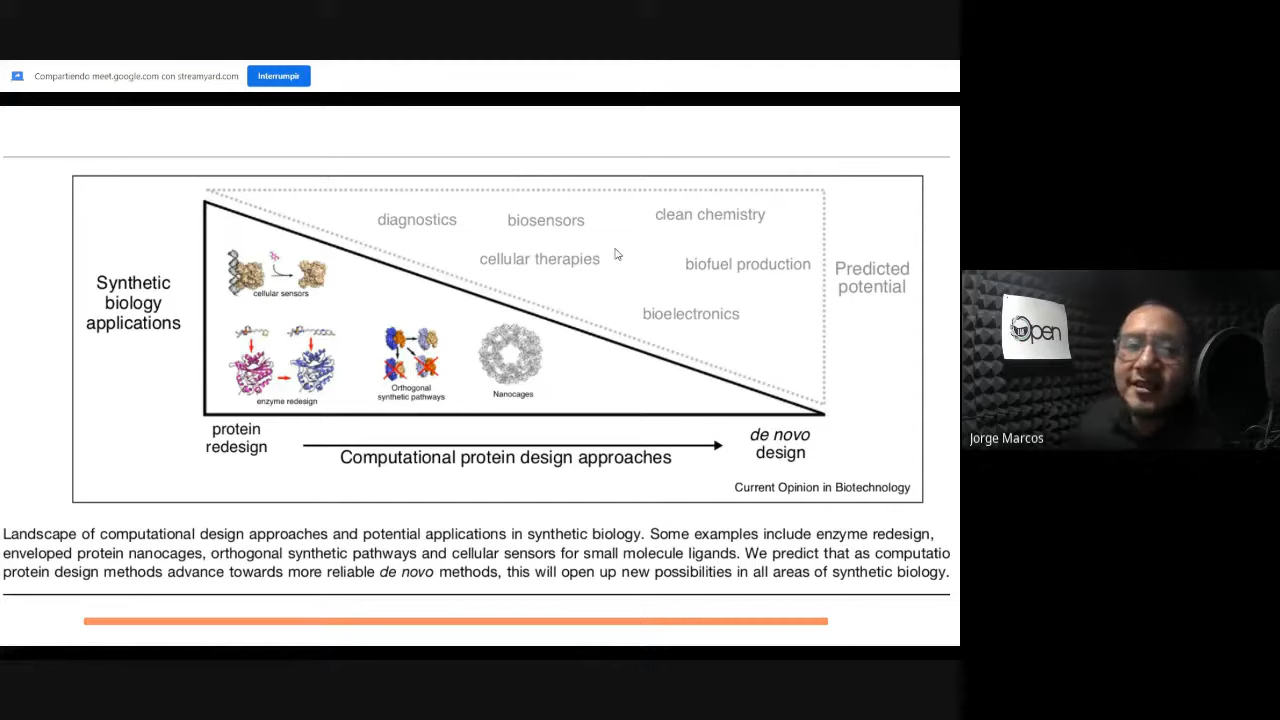 Compartiendo meet.google.com con streamyard.com
Interrumpir
Synthetic
biology
applications
diagnostics
biosensors
clean chemistry
cellular therapies
biofuel production
bioelectronics
Predicted
potential
cellular sensors
enzyme redesign
Orthogonal
synthetic pathways
Nanocages
protein
redesign
Computational protein design approaches
de novo
design
Current Opinion in Biotechnology
Landscape of computational design approaches and potential applications in synthetic biology. Some examples include enzyme redesign,
enveloped protein nanocages, orthogonal synthetic pathways and cellular sensors for small molecule ligands. We predict that as computatio
protein design methods advance towards more reliable de novo methods, this will open up new possibilities in all areas of synthetic biology.
Open
Jorge Marcos